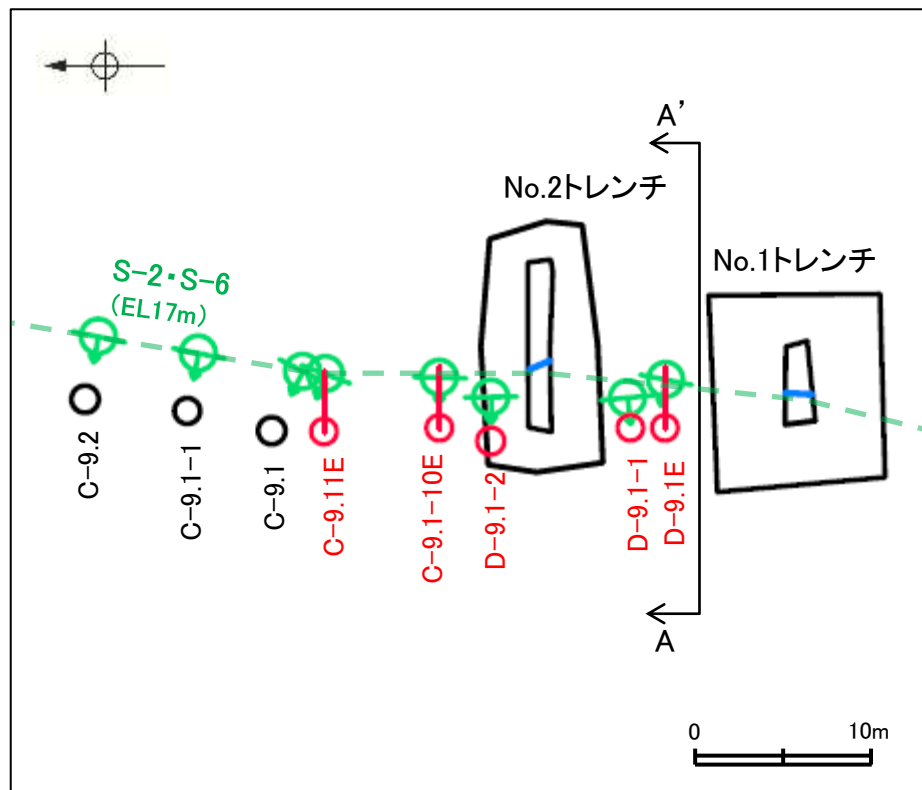 A’
No.2トレンチ
No.1トレンチ
S-2・S-6
(EL17m)
C-9.2
C-9.1-1
C-9.1
C-9.11E
C-9.1-10E
D-9.1-2
D-9.1-1
D-9.1E
A
0 10m